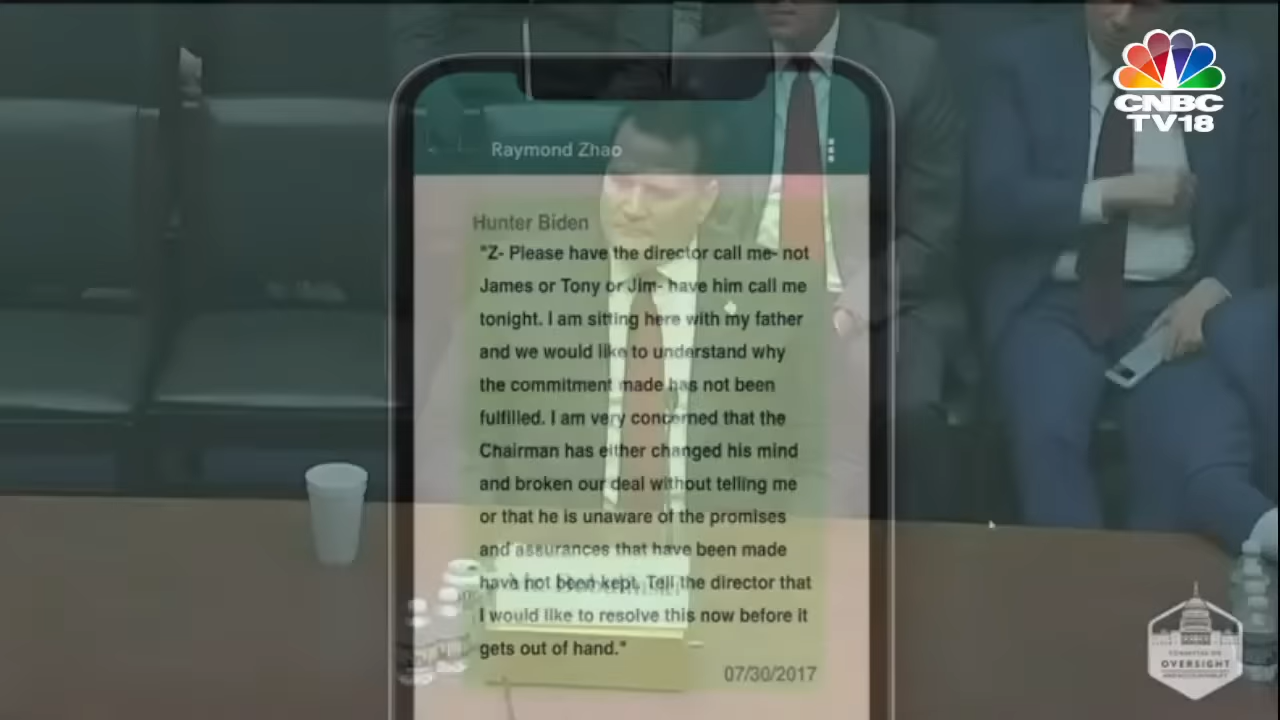 CNBC
TV18
Raymond Zhao
Hunter Biden
"Z- Please have the director call me- not
James or Tony or Jim- have him call me
tonight. I am sitting here with my father
and we would like to understand why
the commitment made has not been
fulfilled. I am very concerned that the
Chairman has either changed his mind
and broken our deal without telling me
or that he is unaware of the promises
and assurances that have been made
have not been kept. Tell the director that
I would like to resolve this now before it
gets out of hand."
07/30/2017
COMMITTEE ON
OVERSIGHT
AND ACCOUNTABILITY